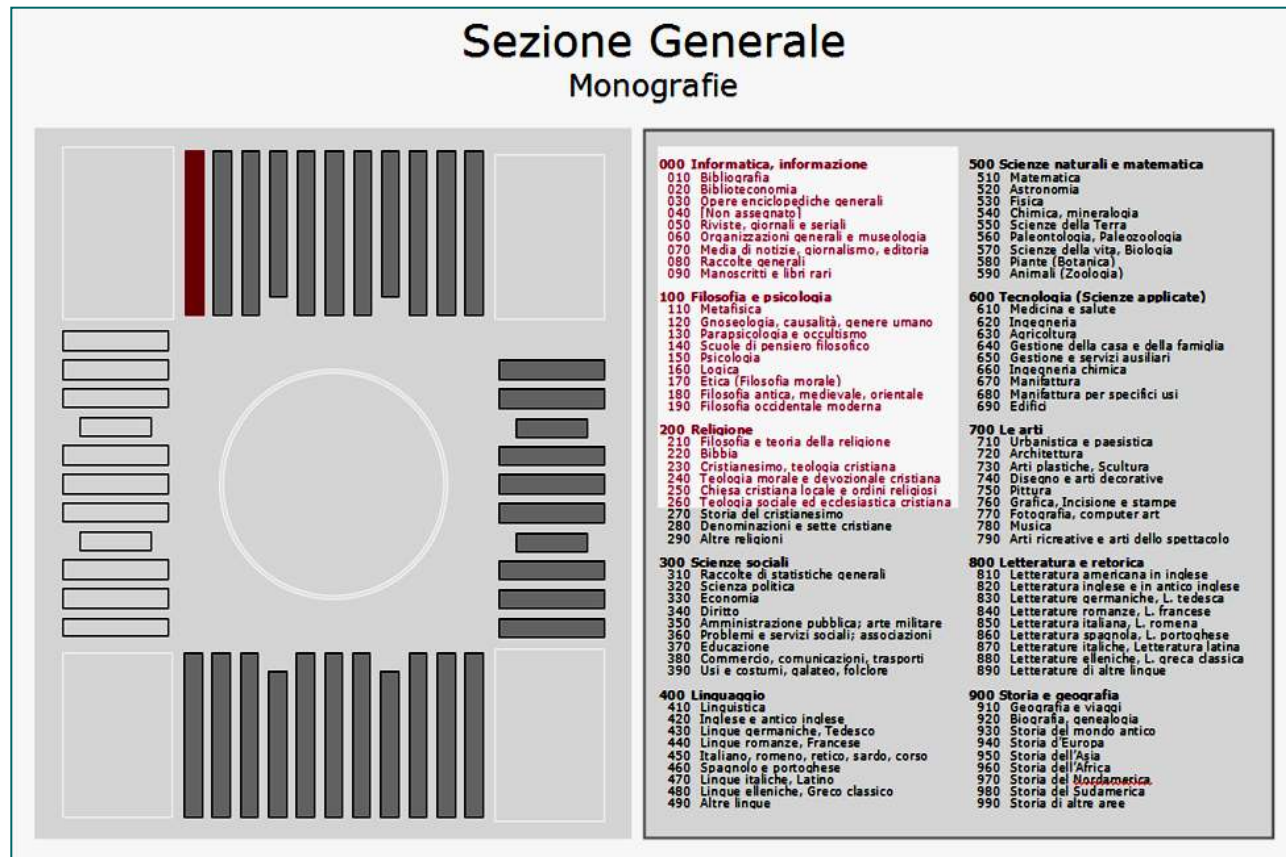 Sezione Generale
Monografie
000 Informatica, informazione
010 Bibliografia
020 Biblioteconomia
030 Opere enciclopediche generali
040 [Non assegnato]
050 Riviste, giornali e seriali
060 Organizzazioni generali e museologia
070 Media di notizie, giornalismo, editoria
080 Raccolte generali
090 Manoscritti e libri rari
100 Filosofia e psicologia
110 Metafisica
120 Gnoseologia, causalità, genere umano
130 Parapsicologia e occultismo
140 Scuole di pensiero filosofico
150 Psicologia
160 Logica
170 Etica (Filosofia morale)
180 Filosofia antica, medievale, orientale
190 Filosofia occidentale moderna
200 Religione
210 Filosofia e teoria della religione
220 Bibbia
230 Cristianesimo, teologia cristiana
240 Teologia morale e devozionale cristiana
250 Chiesa cristiana locale e ordini religiosi
260 Teologia sociale ed ecclesiastica cristiana
270 Storia del cristianesimo
280 Denominazioni e sette cristiane
290 Altre religioni
300 Scienze sociali
310 Raccolte di statistiche generali
320 Scienza politica
330 Economia
340 Diritto
350 Amministrazione pubblica; arte militare
360 Problemi e servizi sociali; associazioni
370 Educazione
380 Commercio, comunicazioni, trasporti
390 Usi e costumi, galateo, folclore
400 Linguaggio
410 Linguistica
420 Inglese e antico inglese
430 Lingue germaniche, Tedesco
440 Lingue romanze, Francese
450 Italiano, romeno, retico, sardo, corso
460 Spagnolo e portoghese
470 Lingue italiche, Latino
480 Lingue elleniche, Greco classico
490 Altre lingue
500 Scienze naturali e matematica
510 Matematica
520 Astronomia
530 Fisica
540 Chimica, mineralogia
550 Scienze della Terra
560 Paleontologia, Paleozoologia
570 Scienze della vita, Biologia
580 Piante (Botanica)
590 Animali (Zoologia)
600 Tecnologia (Scienze applicate)
610 Medicina e salute
620 Ingegneria
630 Agricoltura
640 Gestione della casa e della famiglia
650 Gestione e servizi ausiliari
660 Ingegneria chimica
670 Manifattura
680 Manifattura per specifici usi
690 Edifici
700 Le arti
710 Urbanistica e paesistica
720 Architettura
730 Arti plastiche, Scultura
740 Disegno e arti decorative
750 Pittura
760 Grafica, Incisione e stampe
770 Fotografia, computer art
780 Musica
790 Arti ricreative e arti dello spettacolo
800 Letteratura e retorica
810 Letteratura americana in inglese
820 Letteratura inglese e in antico inglese
830 Letterature germaniche, L. tedesca
840 Letterature romanze, L. francese
850 Letteratura italiana, L. romena
860 Letteratura spagnola, L. portoghese
870 Letterature italiche, Letteratura latina
880 Letterature elleniche, L. greca classica
890 Letterature di altre lingue
900 Storia e geografia
910 Geografia e viaggi
920 Biografia, genealogia
930 Storia del mondo antico
940 Storia d'Europa
950 Storia dell'Asia
960 Storia dell'Africa
970 Storia del Nordamerica
980 Storia del Sudamerica
990 Storia di altre aree